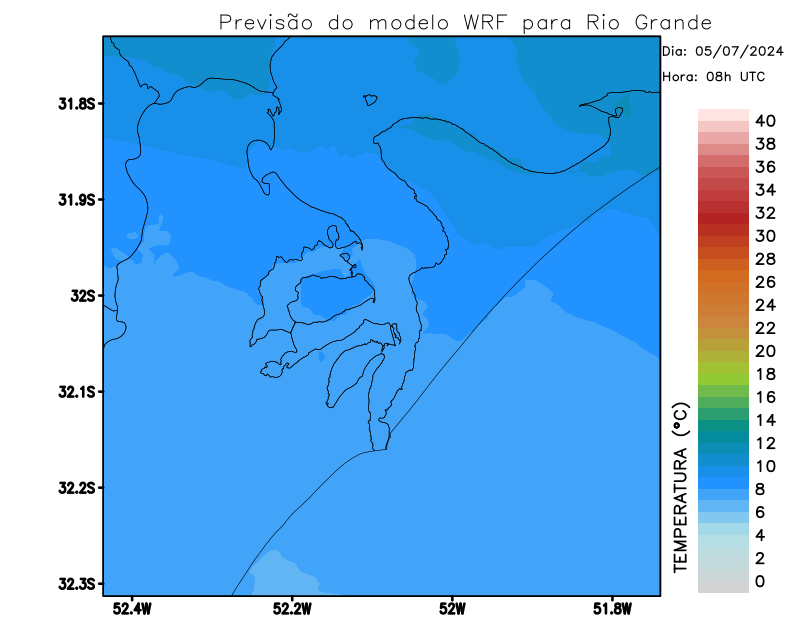 Previsão do modelo WRF para Rio Grande
Dia: 05/07/2024
Hora: 08h UTC
31.8S
31.9S
32S
32.1S
32.2S
32.3S
52.4W
52.2W
52W
51.8W
TEMPERATURA (°C)
40
38
36
34
32
30
28
26
24
22
20
18
16
14
12
10
8
6
4
2
0